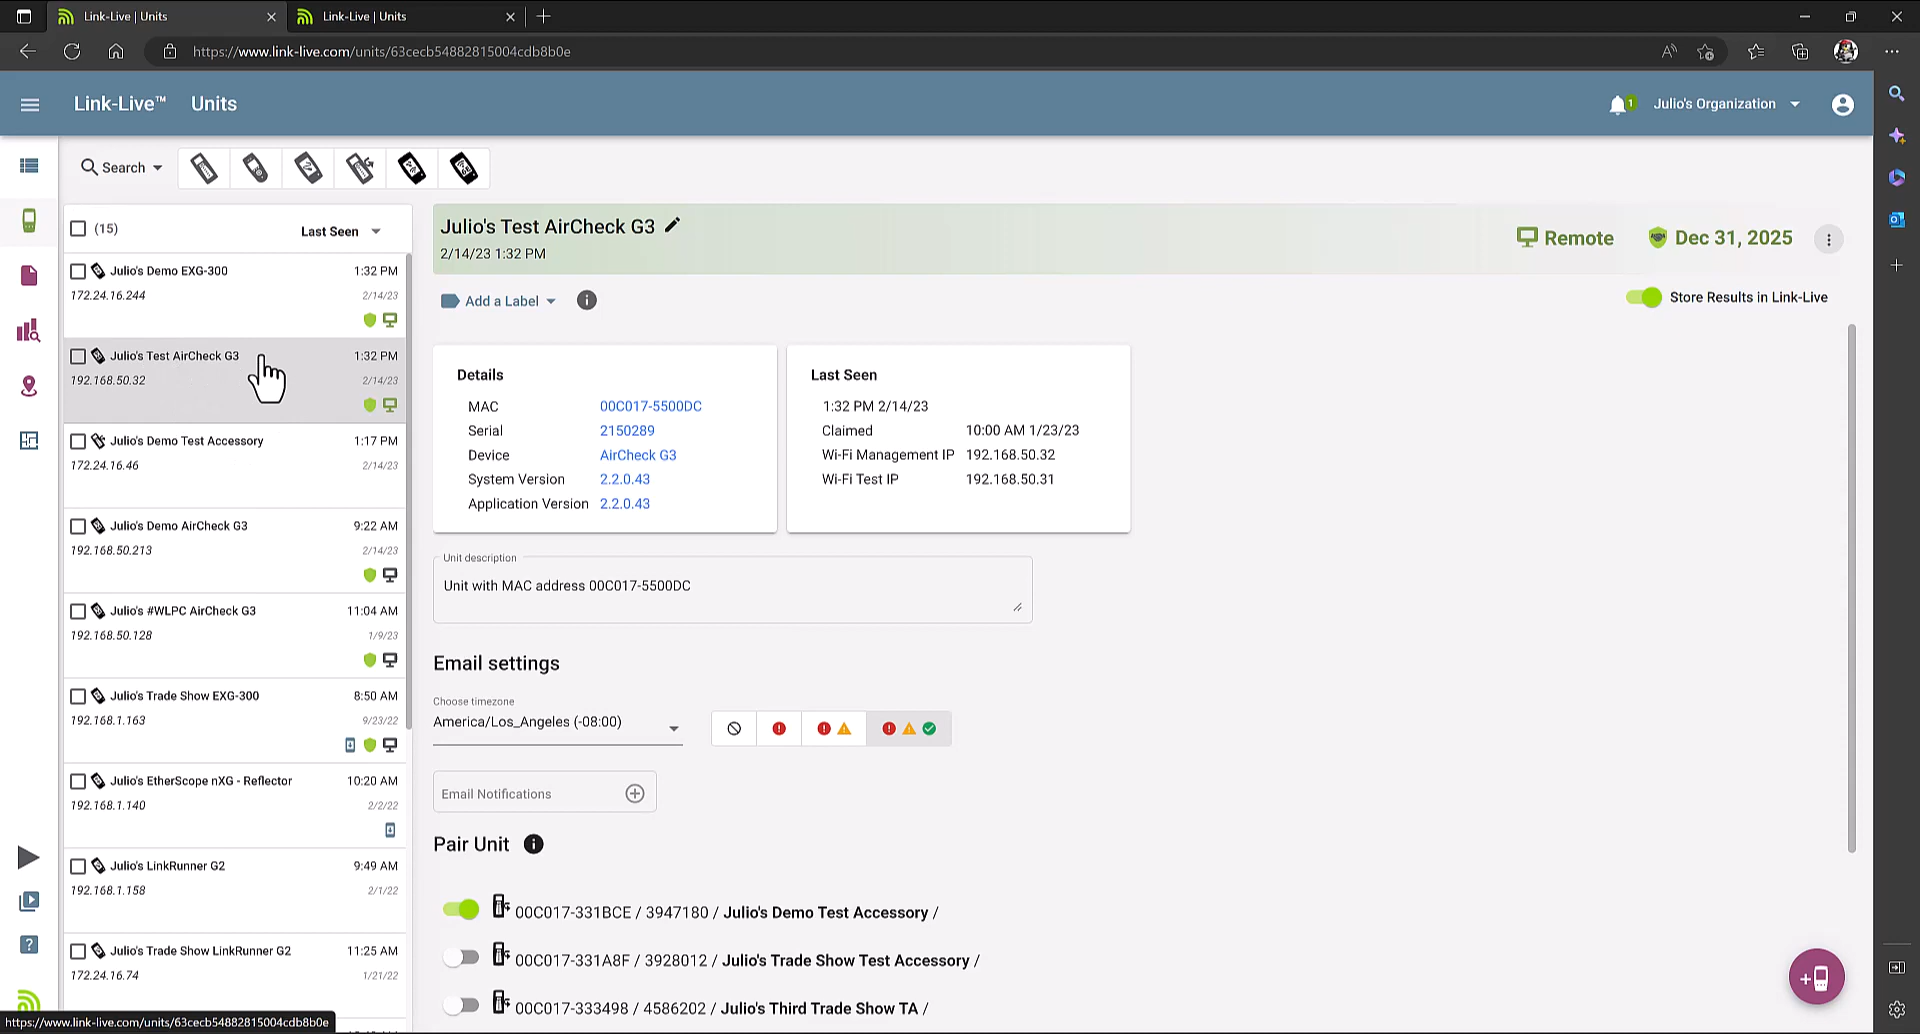 Link-Live | Units
Link-Live | Units
https://www.link-live.com/units/63cecb54882815004cdb8b0e
Link-Live™ Units
1
Julio's Organization
Search
(15)
Last Seen
Julio's Demo EXG-300 1:32 PM
172.24.16.244 2/14/23
Julio's Test AirCheck G3 1:32 PM
192.168.50.32 2/14/23
Julio's Demo Test Accessory 1:17 PM
172.24.16.46 2/14/23
Julio's Demo AirCheck G3 9:22 AM
192.168.50.213 2/14/23
Julio's #WLPC AirCheck G3 11:04 AM
192.168.50.128 1/9/23
Julio's Trade Show EXG-300 8:50 AM
192.168.1.163 9/23/22
Julio's EtherScope nXG - Reflector 10:20 AM
192.168.1.140 2/2/22
Julio's LinkRunner G2 9:49 AM
192.168.1.158 2/1/22
Julio's Trade Show LinkRunner G2 11:25 AM
172.24.16.74 1/21/22
https://www.link-live.com/units/63cecb54882815004cdb8b0e
Julio's Test AirCheck G3
2/14/23 1:32 PM
Remote
Dec 31, 2025
Add a Label
Store Results in Link-Live
Details
MAC 00C017-5500DC
Serial 2150289
Device AirCheck G3
System Version 2.2.0.43
Application Version 2.2.0.43
Last Seen
1:32 PM 2/14/23
Claimed 10:00 AM 1/23/23
Wi-Fi Management IP 192.168.50.32
Wi-Fi Test IP 192.168.50.31
Unit description
Unit with MAC address 00C017-5500DC
Email settings
Choose timezone
America/Los_Angeles (-08:00)
Email Notifications
Pair Unit
00C017-331BCE / 3947180 / Julio's Demo Test Accessory /
00C017-331A8F / 3928012 / Julio's Trade Show Test Accessory /
00C017-333498 / 4586202 / Julio's Third Trade Show TA /